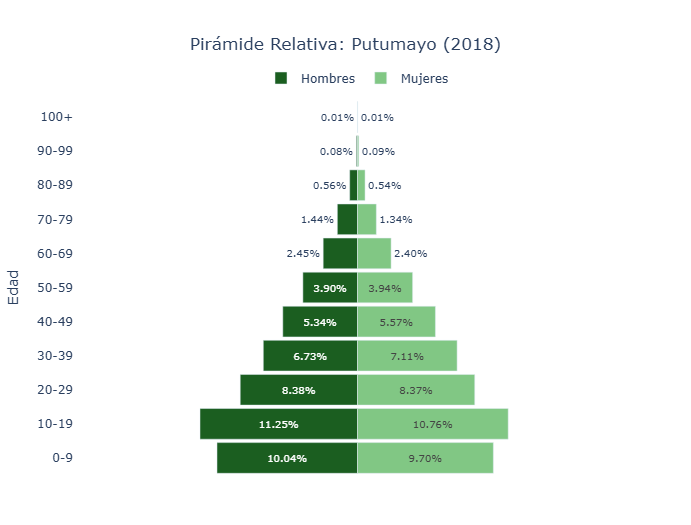 Pirámide Relativa: Putumayo (2018)
Hombres Mujeres
100+ 0.01% 0.01%
90-99 0.08% 0.09%
80-89 0.56% 0.54%
70-79 1.44% 1.34%
60-69 2.45% 2.40%
Edad
50-59 3.90% 3.94%
40-49 5.34% 5.57%
30-39 6.73% 7.11%
20-29 8.38% 8.37%
10-19 11.25% 10.76%
0-9 10.04% 9.70%